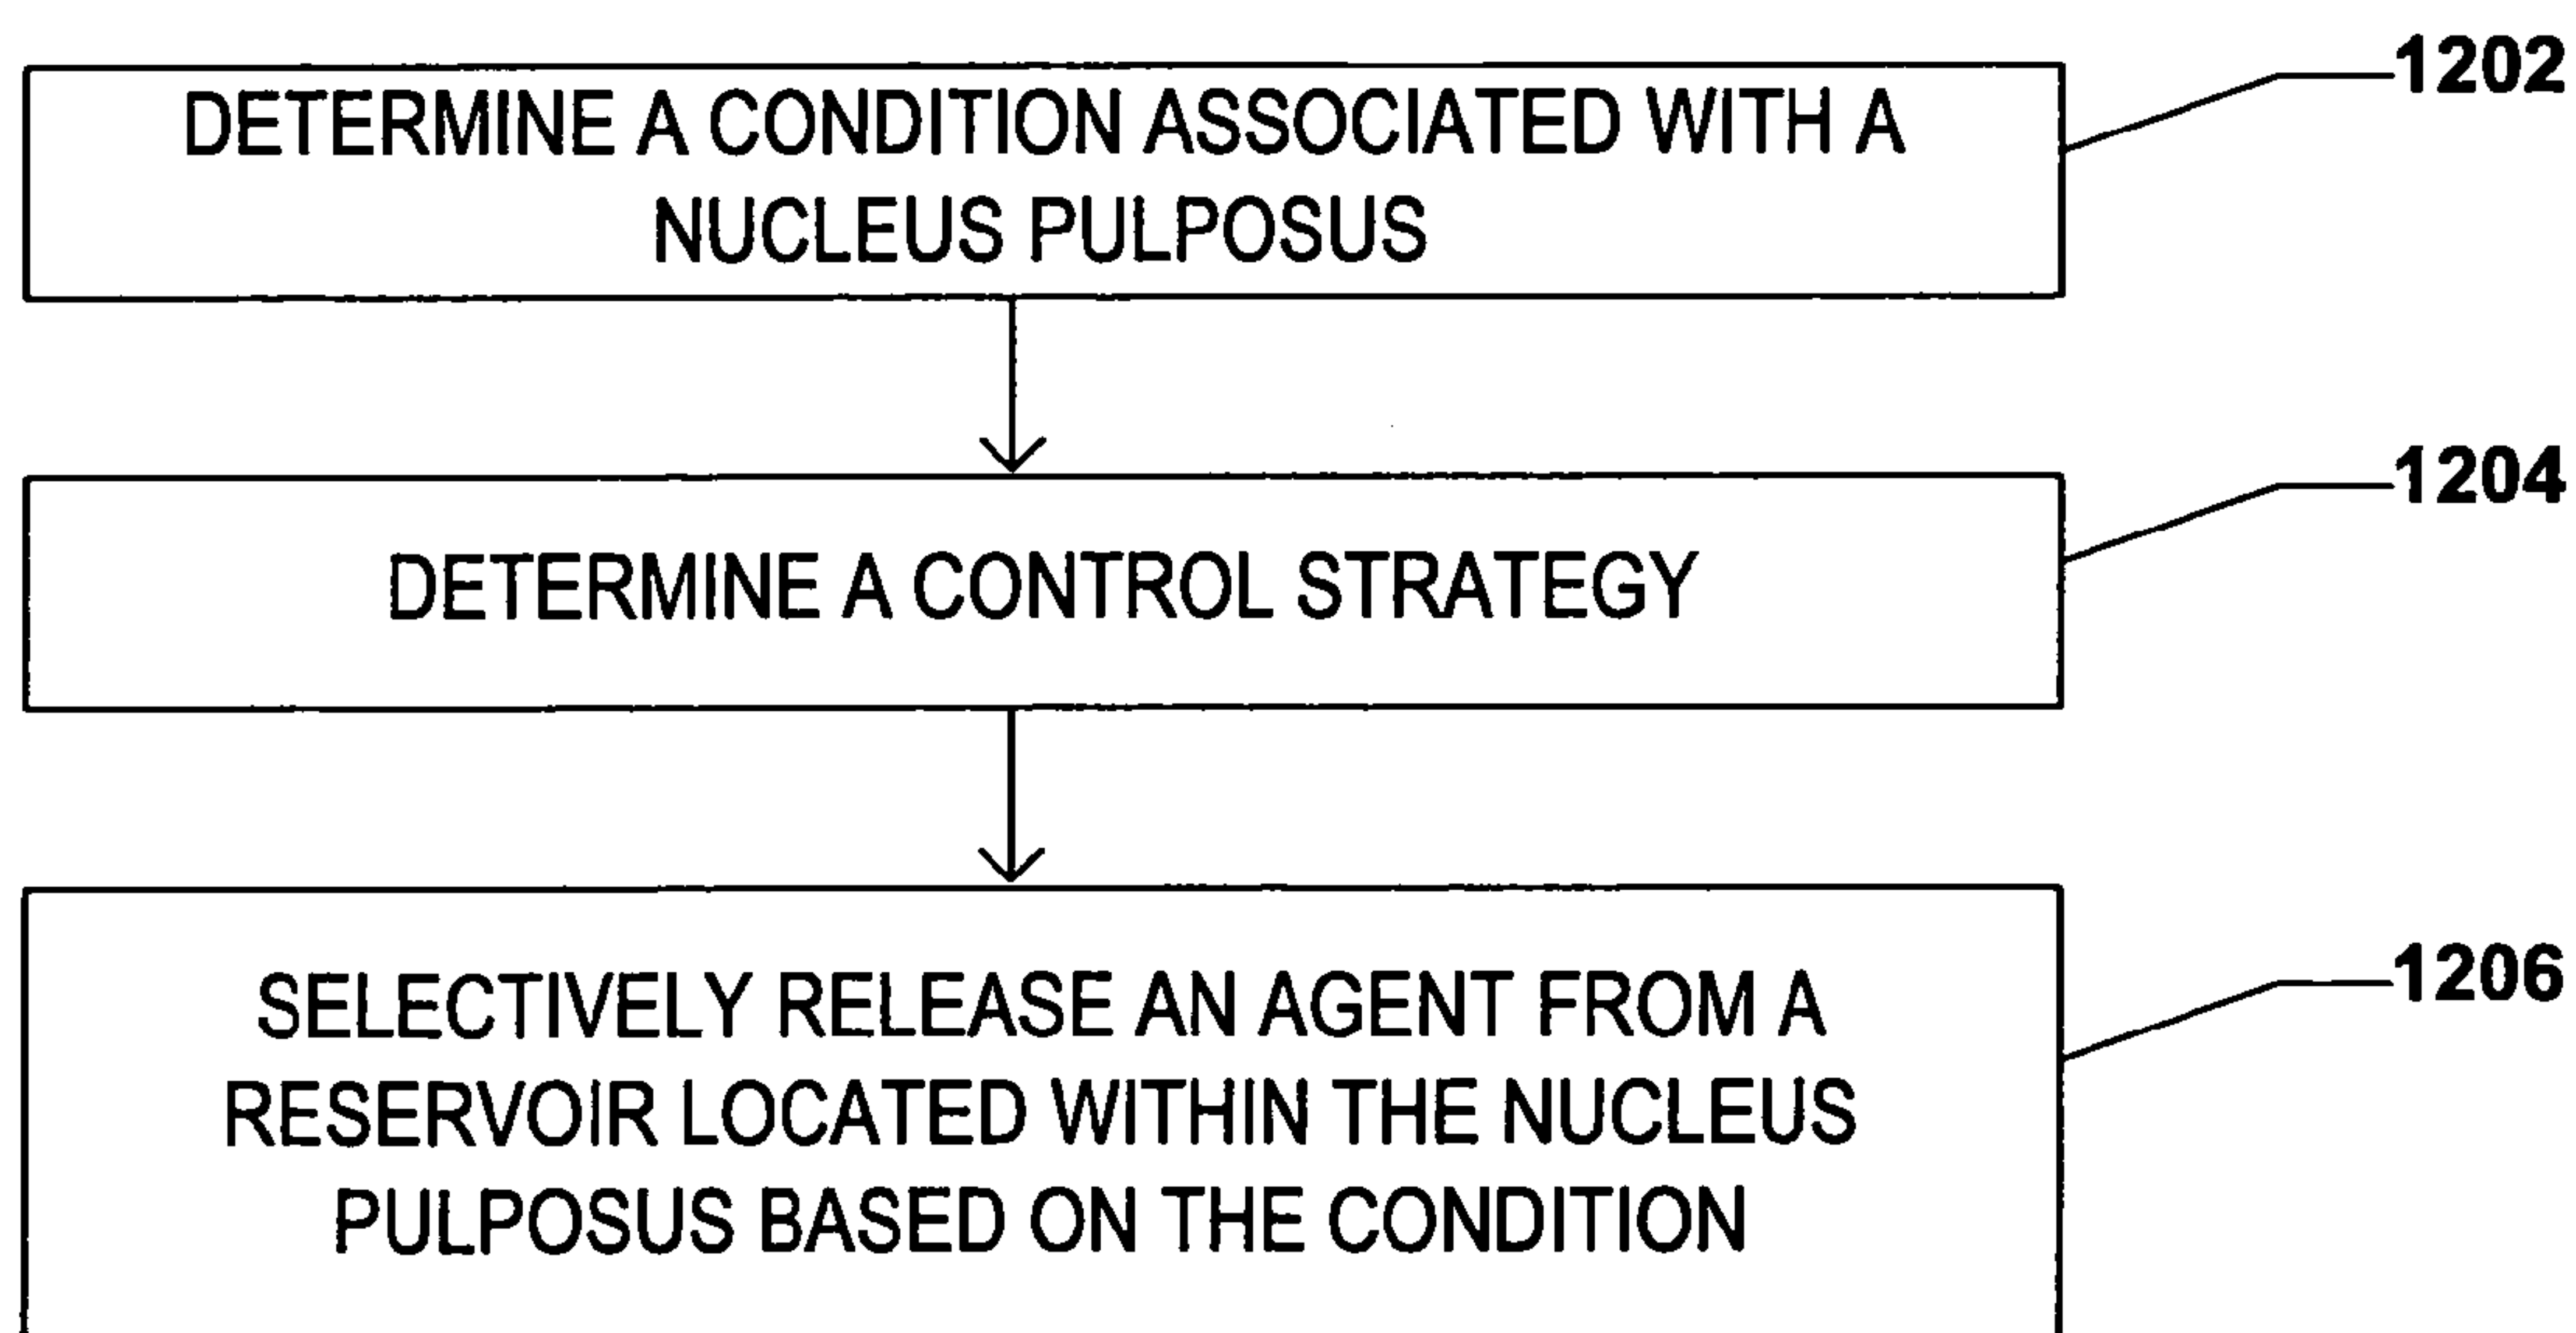 1202
DETERMINE A CONDITION ASSOCIATED WITH A
NUCLEUS PULPOSUS
1204
DETERMINE A CONTROL STRATEGY
1206
SELECTIVELY RELEASE AN AGENT FROM A
RESERVOIR LOCATED WITHIN THE NUCLEUS
PULPOSUS BASED ON THE CONDITION